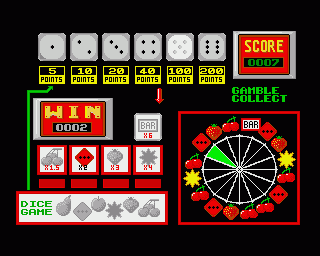 5 10 20 40 100 200
POINTS POINTS POINTS POINTS POINTS POINTS
SCORE
0007
GAMBLE
COLLECT
WIN
0002
BAR
X6
BAR
X1.5 X2 X3 X4
DICE
GAME